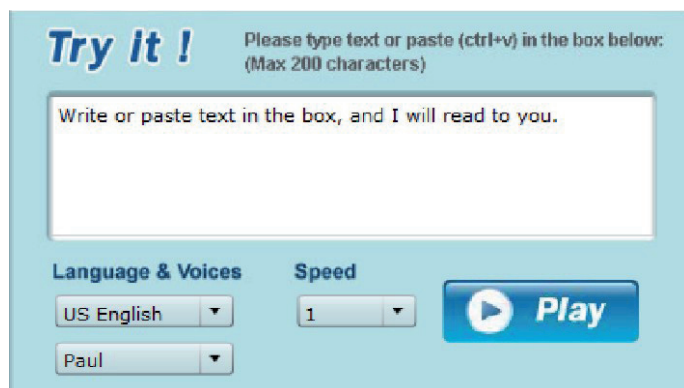 Try it !
Please type text or paste (ctrl+v) in the box below:
(Max 200 characters)
Write or paste text in the box, and I will read to you.
Language & Voices
Speed
US English
1
Play
Paul